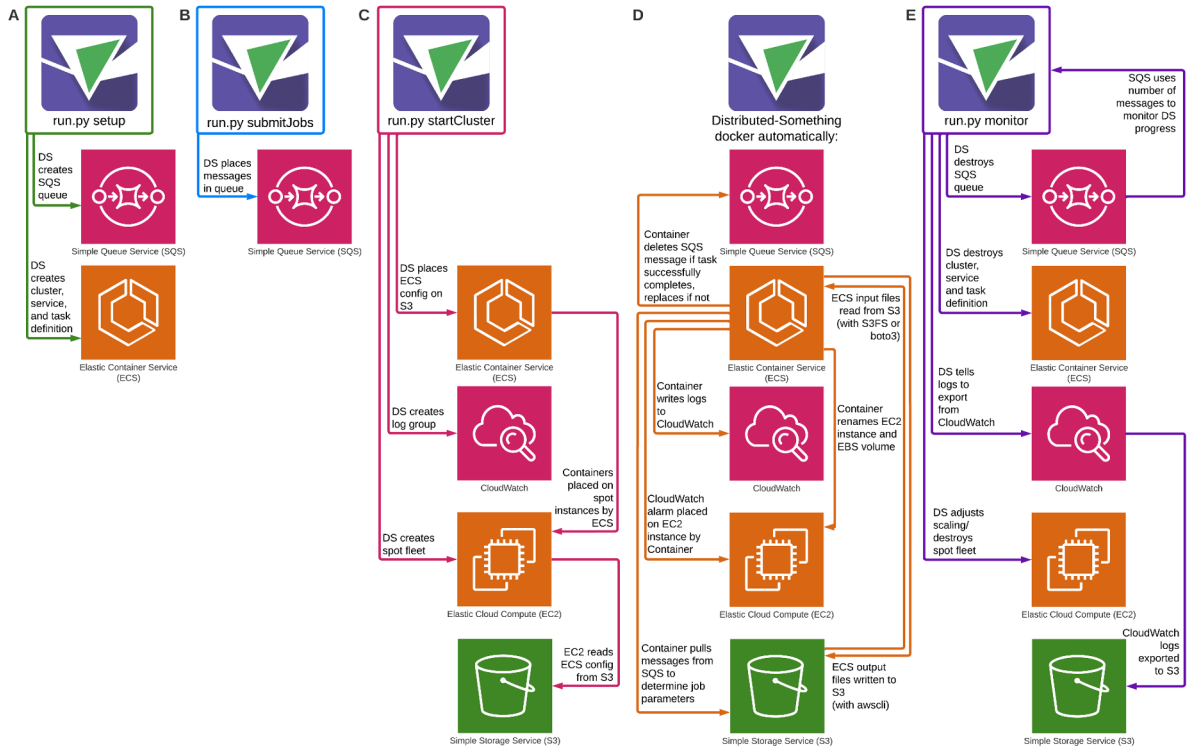 A
run.py setup
DS
creates
SQS
queue
Simple Queue Service (SQS)
DS
creates
cluster,
service,
and task
definition
Elastic Container Service
(ECS)
B
run.py submitJobs
DS places
messages
in queue
Simple Queue Service (SQS)
C
run.py startCluster
DS places
ECS
config on
S3
Elastic Container Service
(ECS)
DS creates
log group
CloudWatch
Containers
placed on
spot
instances by
ECS
DS creates
spot fleet
Elastic Cloud Compute (EC2)
EC2 reads
ECS config
from S3
Simple Storage Service (S3)
D
Distributed-Something
docker automatically:
Simple Queue Service (SQS)
Container
deletes SQS
message if task
successfully
completes,
replaces if not
ECS input files
read from S3
(with S3FS or
boto3)
Elastic Container Service
(ECS)
Container
writes logs
to
CloudWatch
Container
renames EC2
instance and
EBS volume
CloudWatch
CloudWatch
alarm placed
on EC2
instance by
Container
Elastic Cloud Compute (EC2)
Container pulls
messages from
SQS to
determine job
parameters
ECS output
files written to
S3
(with awscli)
Simple Storage Service (S3)
E
run.py monitor
SQS uses
number of
messages to
monitor DS
progress
DS
destroys
SQS
queue
Simple Queue Service (SQS)
DS destroys
cluster,
service
and task
definition
Elastic Container Service
(ECS)
DS tells
logs to
export
from
CloudWatch
CloudWatch
DS adjusts
scaling/
destroys
spot fleet
Elastic Cloud Compute (EC2)
CloudWatch
logs
exported
to S3
Simple Storage Service (S3)